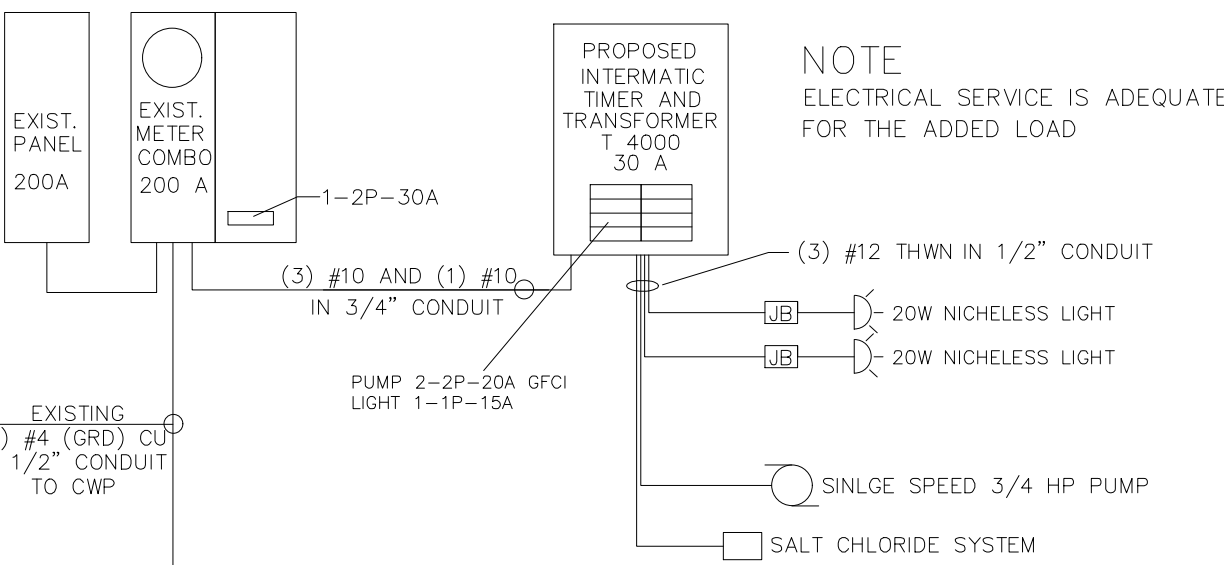 EXIST.
PANEL
200A
EXIST.
METER
COMBO
200 A
1-2P-30A
PROPOSED
INTERMATIC
TIMER AND
TRANSFORMER
T 4000
30 A
NOTE
ELECTRICAL SERVICE IS ADEQUATE
FOR THE ADDED LOAD
(3) #12 THWN IN 1/2" CONDUIT
(3) #10 AND (1) #10
IN 3/4" CONDUIT
JB
20W NICHELESS LIGHT
JB
20W NICHELESS LIGHT
PUMP 2-2P-20A GFCI
LIGHT 1-1P-15A
EXISTING
) #4 (GRD) CU
1/2" CONDUIT
TO CWP
SINLGE SPEED 3/4 HP PUMP
SALT CHLORIDE SYSTEM